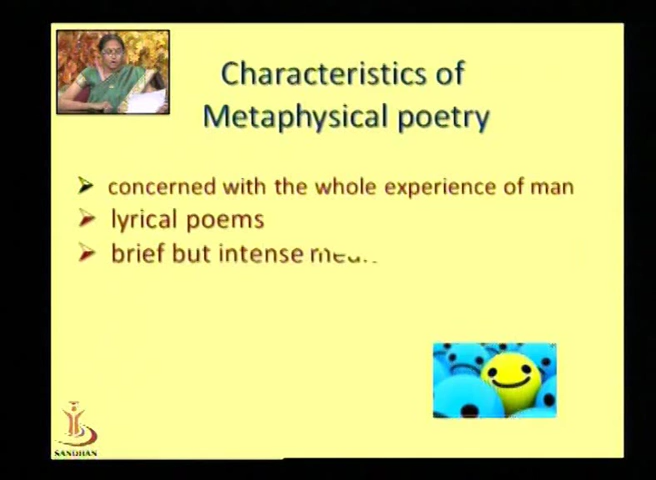 Characteristics of
Metaphysical poetry
concerned with the whole experience of man
lyrical poems
brief but intense
SANDHAN